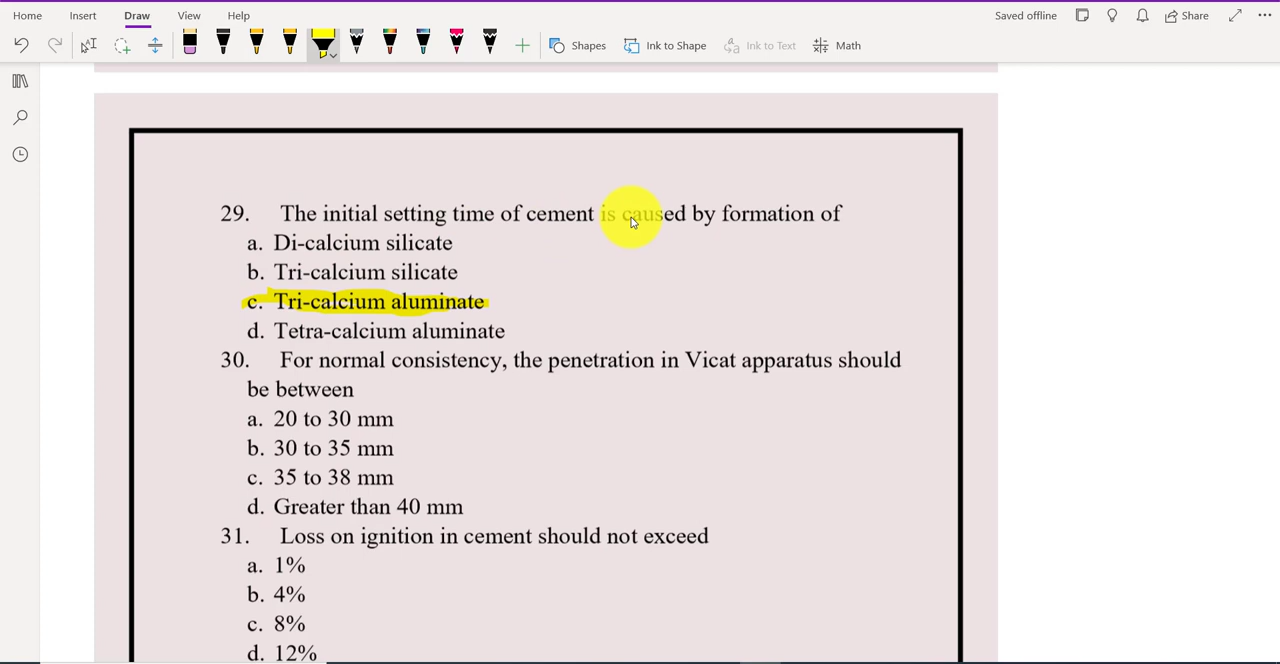 Home Insert Draw View Help Saved offline Share
Shapes Ink to Shape Ink to Text Math
29. The initial setting time of cement is caused by formation of
a. Di-calcium silicate
b. Tri-calcium silicate
c. Tri-calcium aluminate
d. Tetra-calcium aluminate
30. For normal consistency, the penetration in Vicat apparatus should
be between
a. 20 to 30 mm
b. 30 to 35 mm
c. 35 to 38 mm
d. Greater than 40 mm
31. Loss on ignition in cement should not exceed
a. 1%
b. 4%
c. 8%
d. 12%